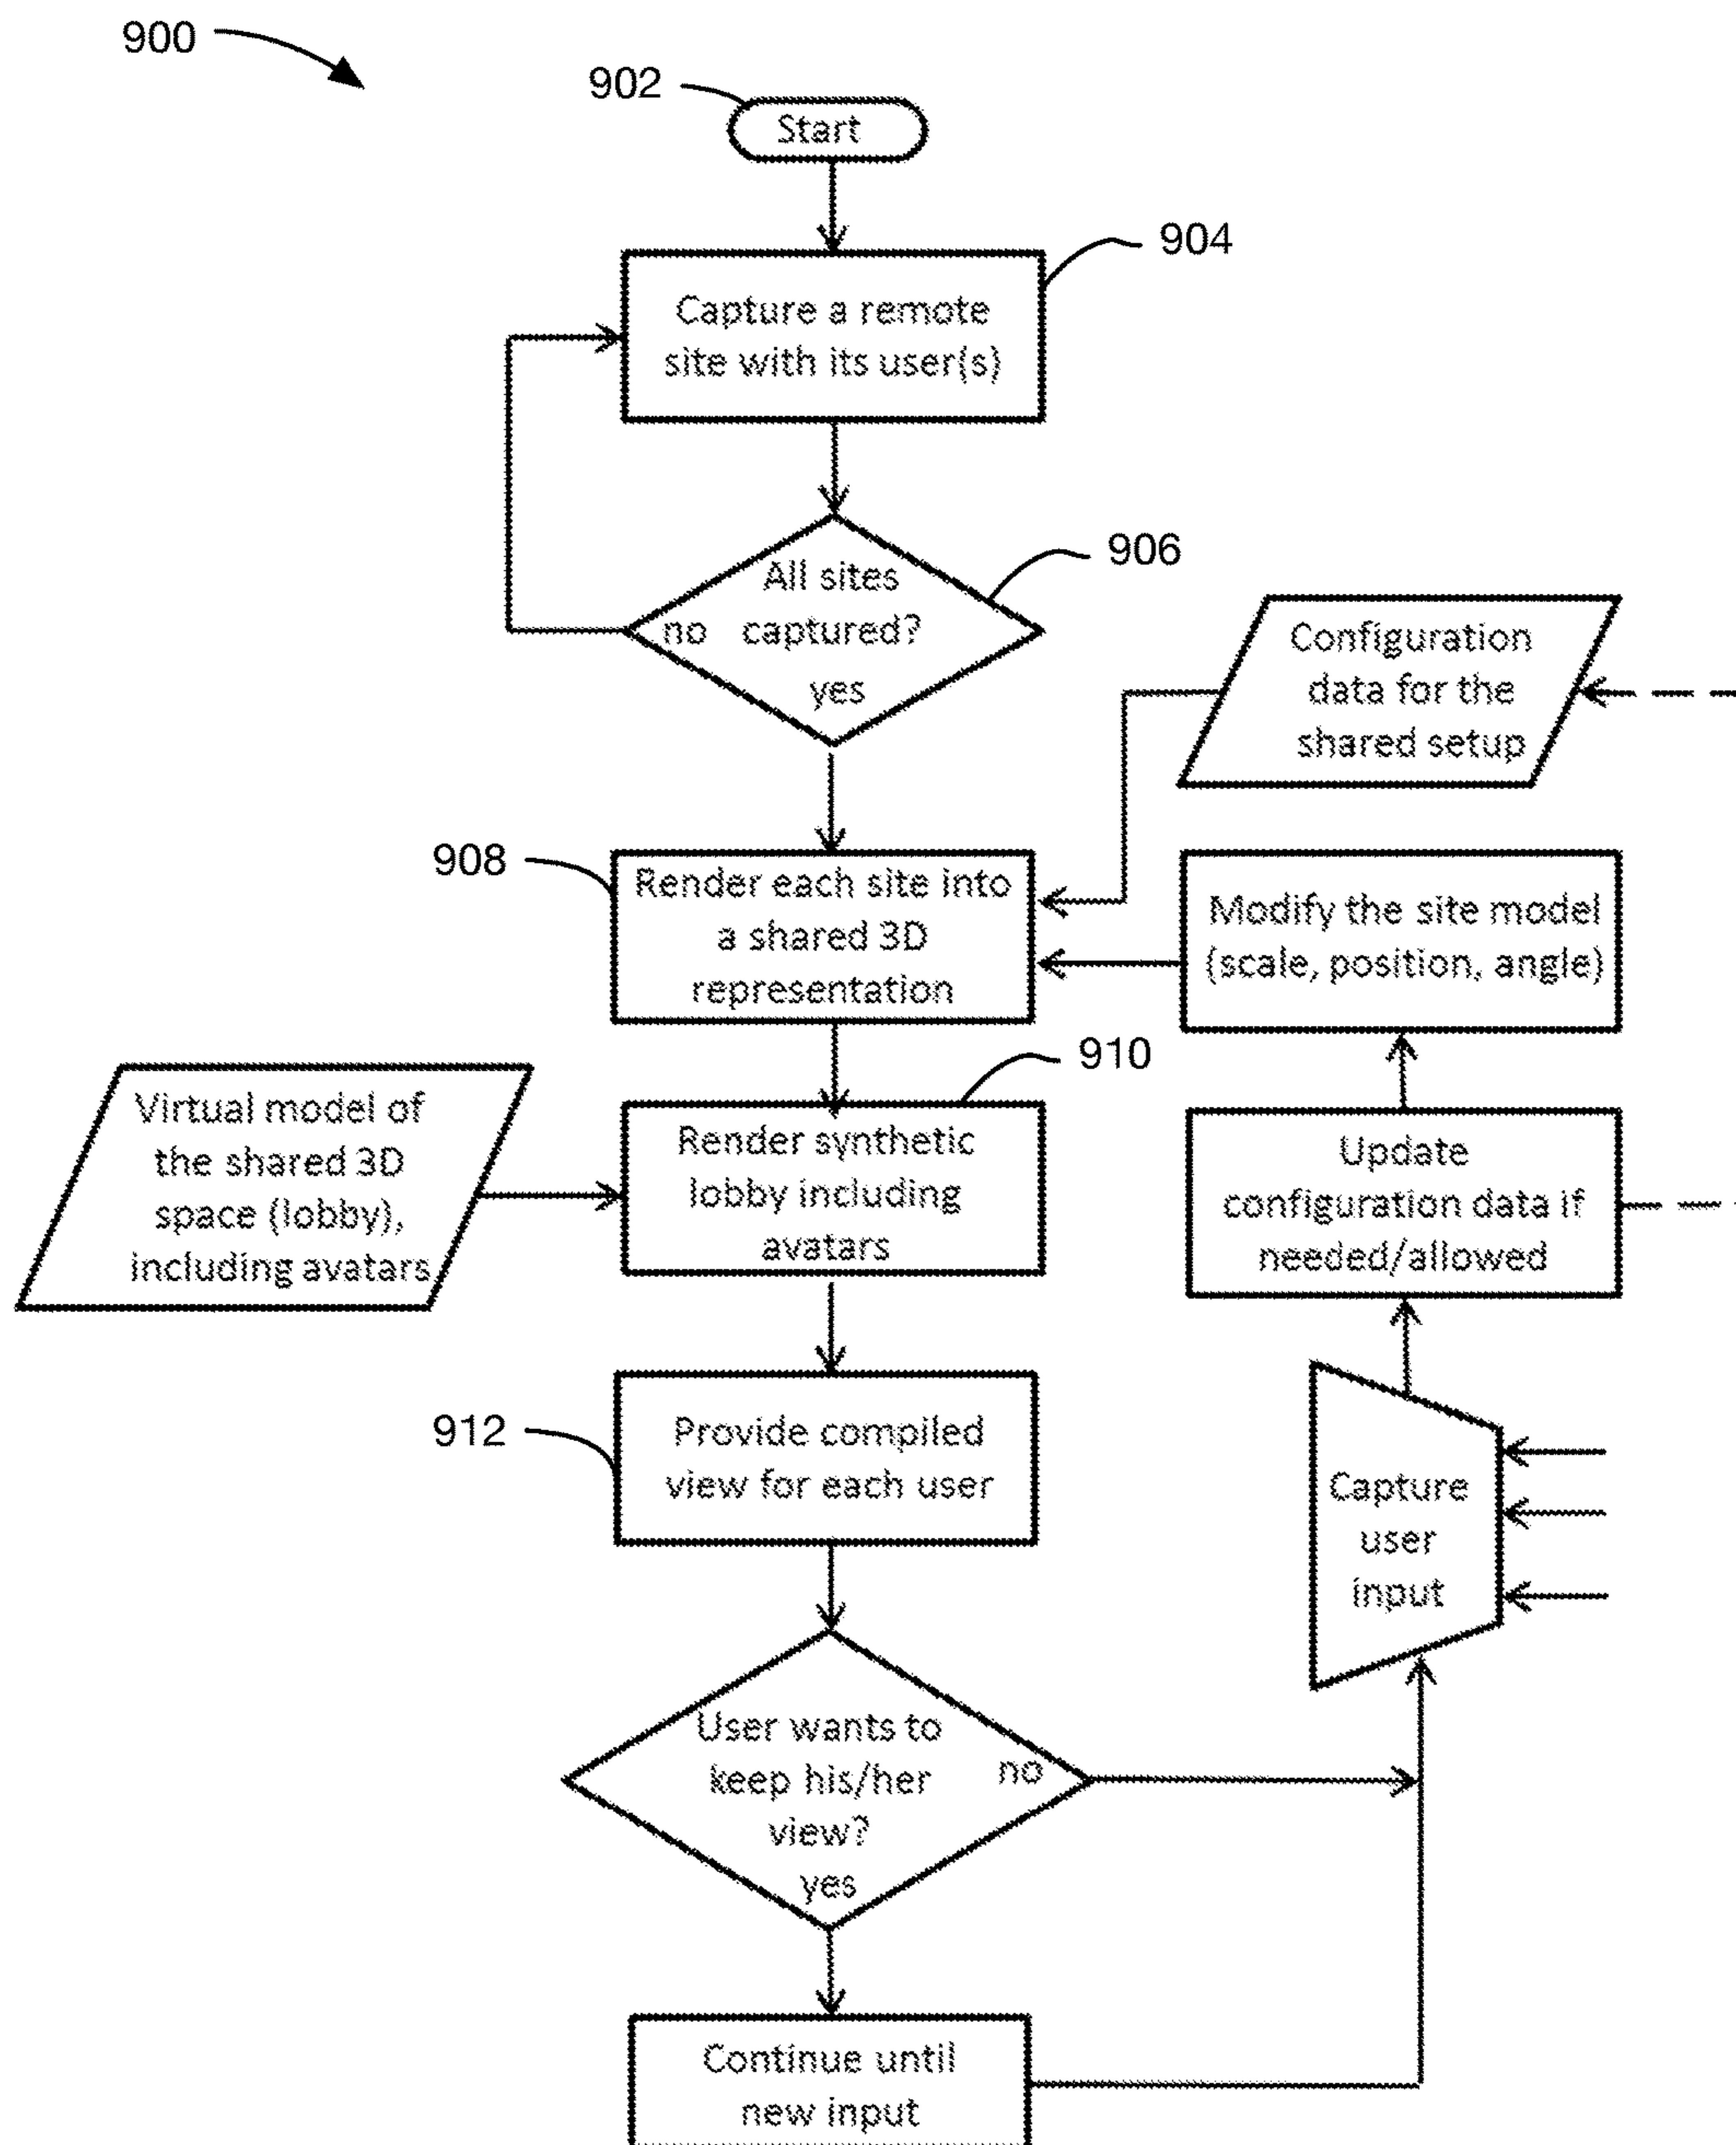 900
902
Start
904
Capture a remote
site with its user(s)
906
All sites
no captured?
yes
Configuration
data for the
shared setup
908
Render each site into
a shared 3D
representation
Modify the site model
(scale, position, angle)
910
Virtual model of
the shared 3D
space (lobby),
including avatars
Render synthetic
lobby including
avatars
Update
configuration data if
needed/allowed
912
Provide compiled
view for each user
Capture
user
input
User wants to
keep his/her
no
view?
yes
Continue until
new input